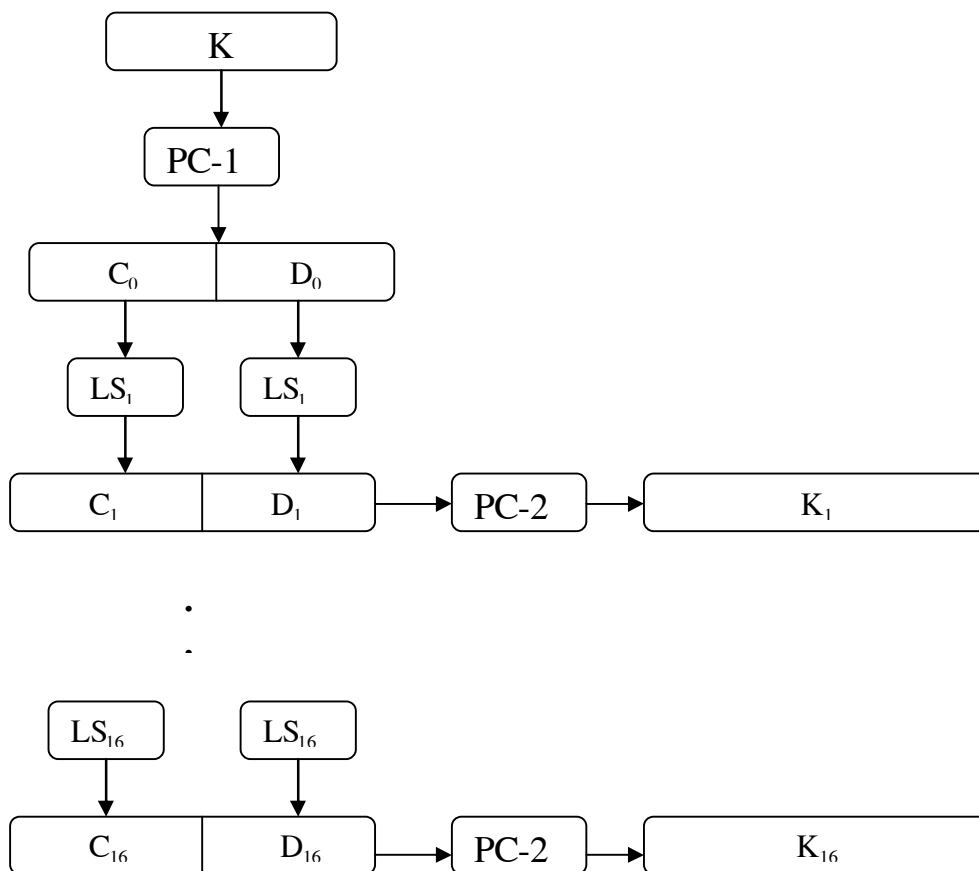 K
PC-1
C₀ D₀
LS₁ LS₁
C₁ D₁ PC-2 K₁
.
.
LS₁₆ LS₁₆
C₁₆ D₁₆ PC-2 K₁₆